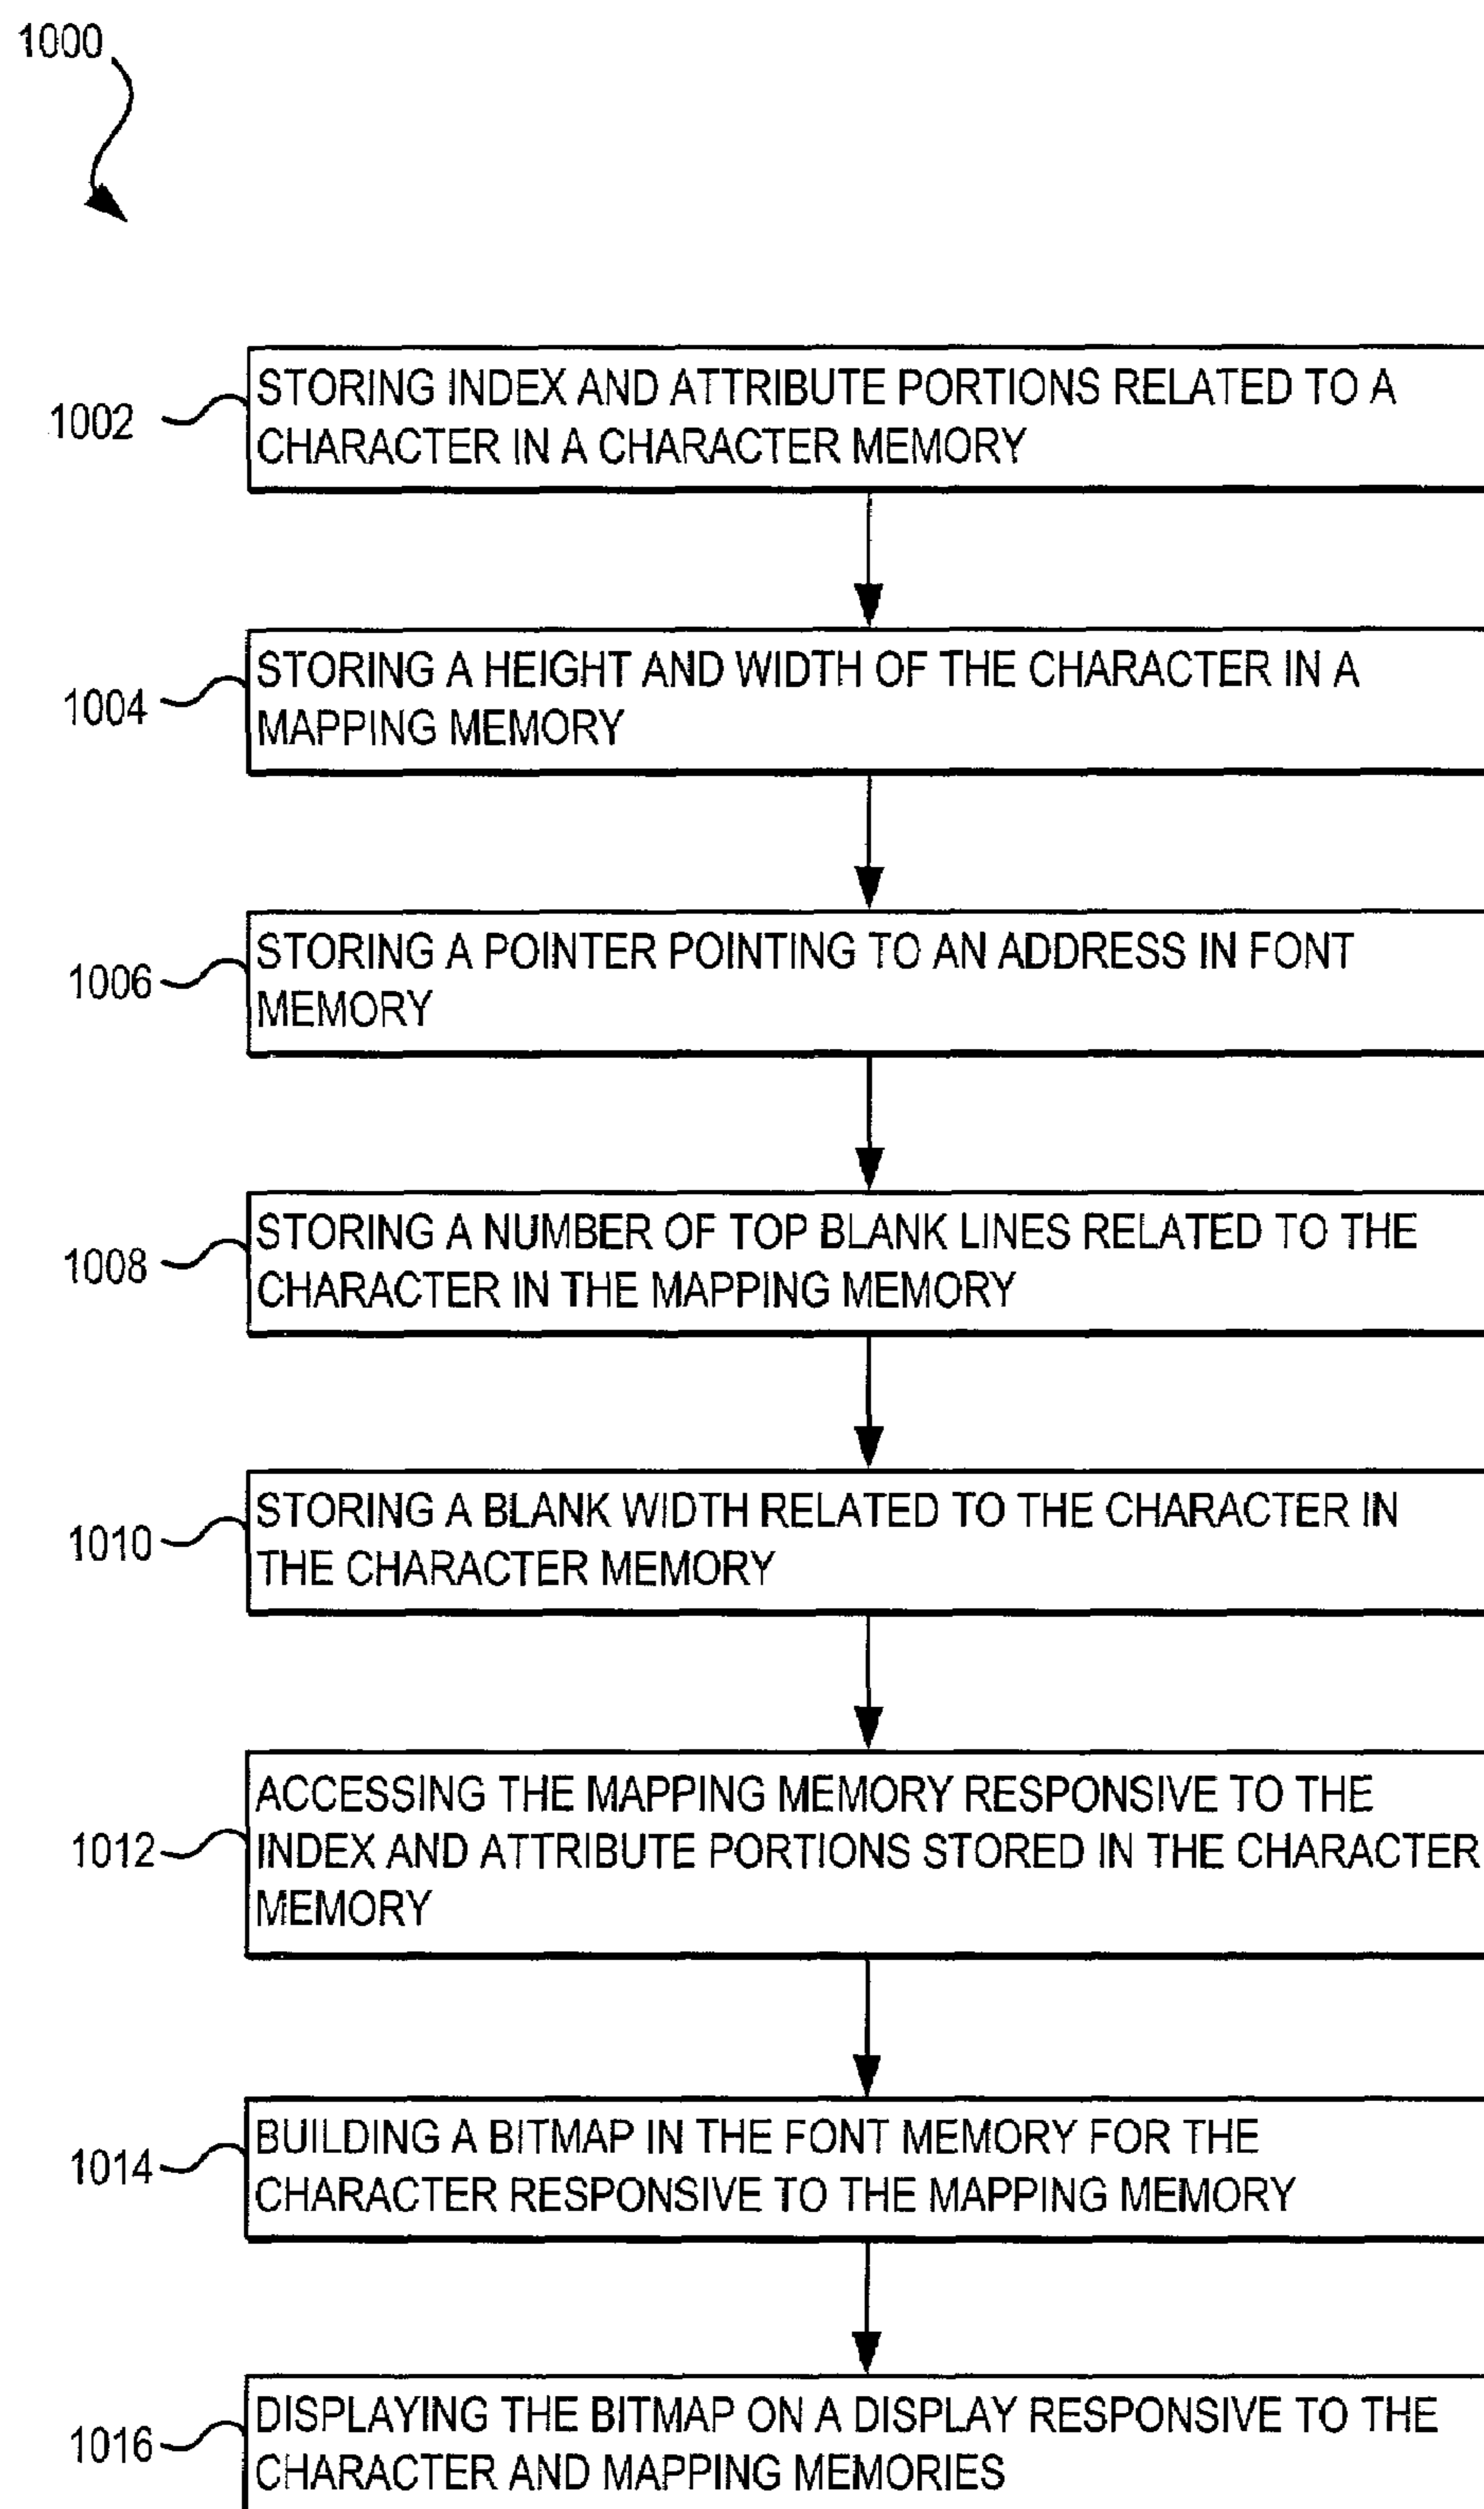 1000
1002
STORING INDEX AND ATTRIBUTE PORTIONS RELATED TO A
CHARACTER IN A CHARACTER MEMORY
1004
STORING A HEIGHT AND WIDTH OF THE CHARACTER IN A
MAPPING MEMORY
1006
STORING A POINTER POINTING TO AN ADDRESS IN FONT
MEMORY
1008
STORING A NUMBER OF TOP BLANK LINES RELATED TO THE
CHARACTER IN THE MAPPING MEMORY
1010
STORING A BLANK WIDTH RELATED TO THE CHARACTER IN
THE CHARACTER MEMORY
1012
ACCESSING THE MAPPING MEMORY RESPONSIVE TO THE
INDEX AND ATTRIBUTE PORTIONS STORED IN THE CHARACTER
MEMORY
1014
BUILDING A BITMAP IN THE FONT MEMORY FOR THE
CHARACTER RESPONSIVE TO THE MAPPING MEMORY
1016
DISPLAYING THE BITMAP ON A DISPLAY RESPONSIVE TO THE
CHARACTER AND MAPPING MEMORIES